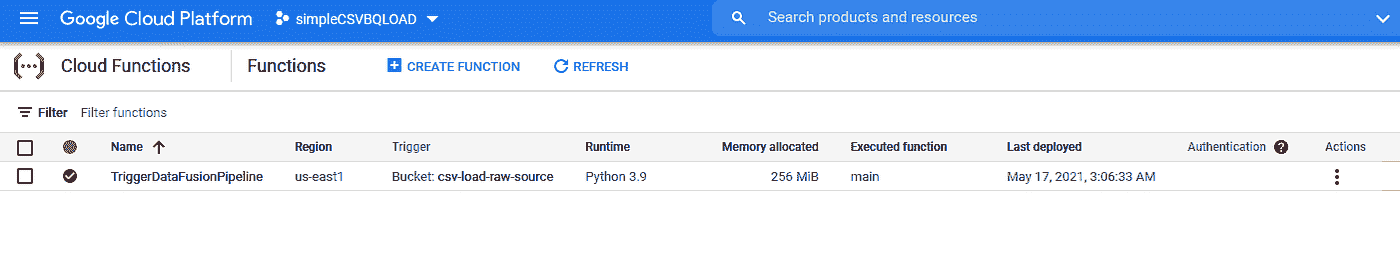 Google Cloud Platform simpleCSVBQLOAD Search products and resources
(···) Cloud Functions Functions CREATE FUNCTION REFRESH
Filter Filter functions
Name Region Trigger Runtime Memory allocated Executed function Last deployed Authentication ? Actions
TriggerDataFusionPipeline us-east1 Bucket: csv-load-raw-source Python 3.9 256 MiB main May 17, 2021, 3:06:33 AM